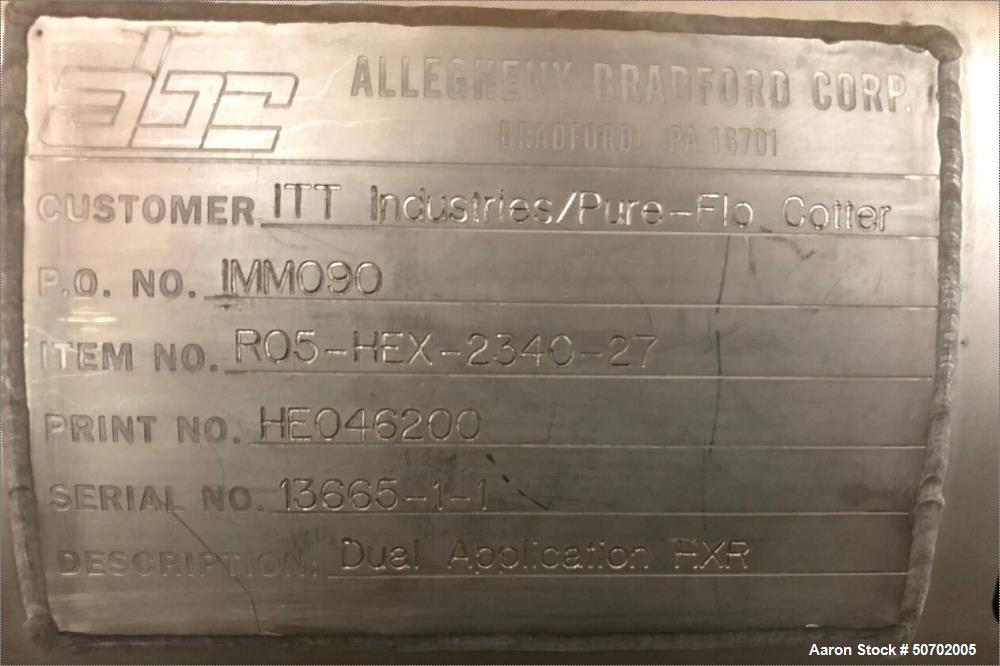 abc ALLEGHENY BRADFORD CORP.
BRADFORD, PA 16701
CUSTOMER ITT Industries/Pure-Flo Cotter
P.O. NO. IMM090
ITEM NO. R05-HEX-2340-27
PRINT NO. HE046200
SERIAL NO. 13665-1-1
DESCRIPTION: Dual Application HXR
Aaron Stock # 50702005